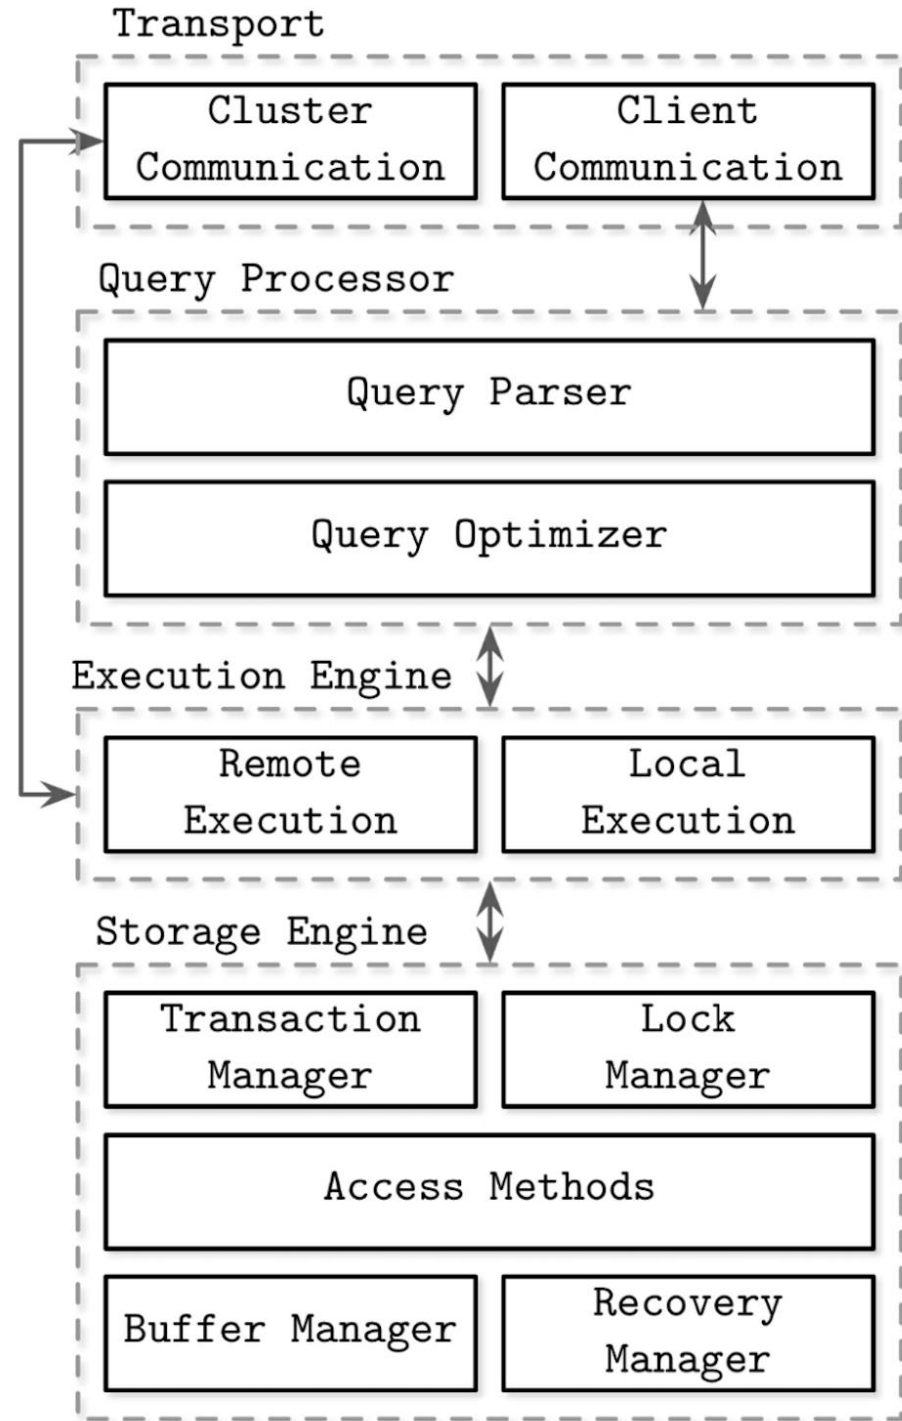 Transport
Cluster
Communication
Client
Communication
Query Processor
Query Parser
Query Optimizer
Execution Engine
Remote
Execution
Local
Execution
Storage Engine
Transaction
Manager
Lock
Manager
Access Methods
Buffer Manager
Recovery
Manager